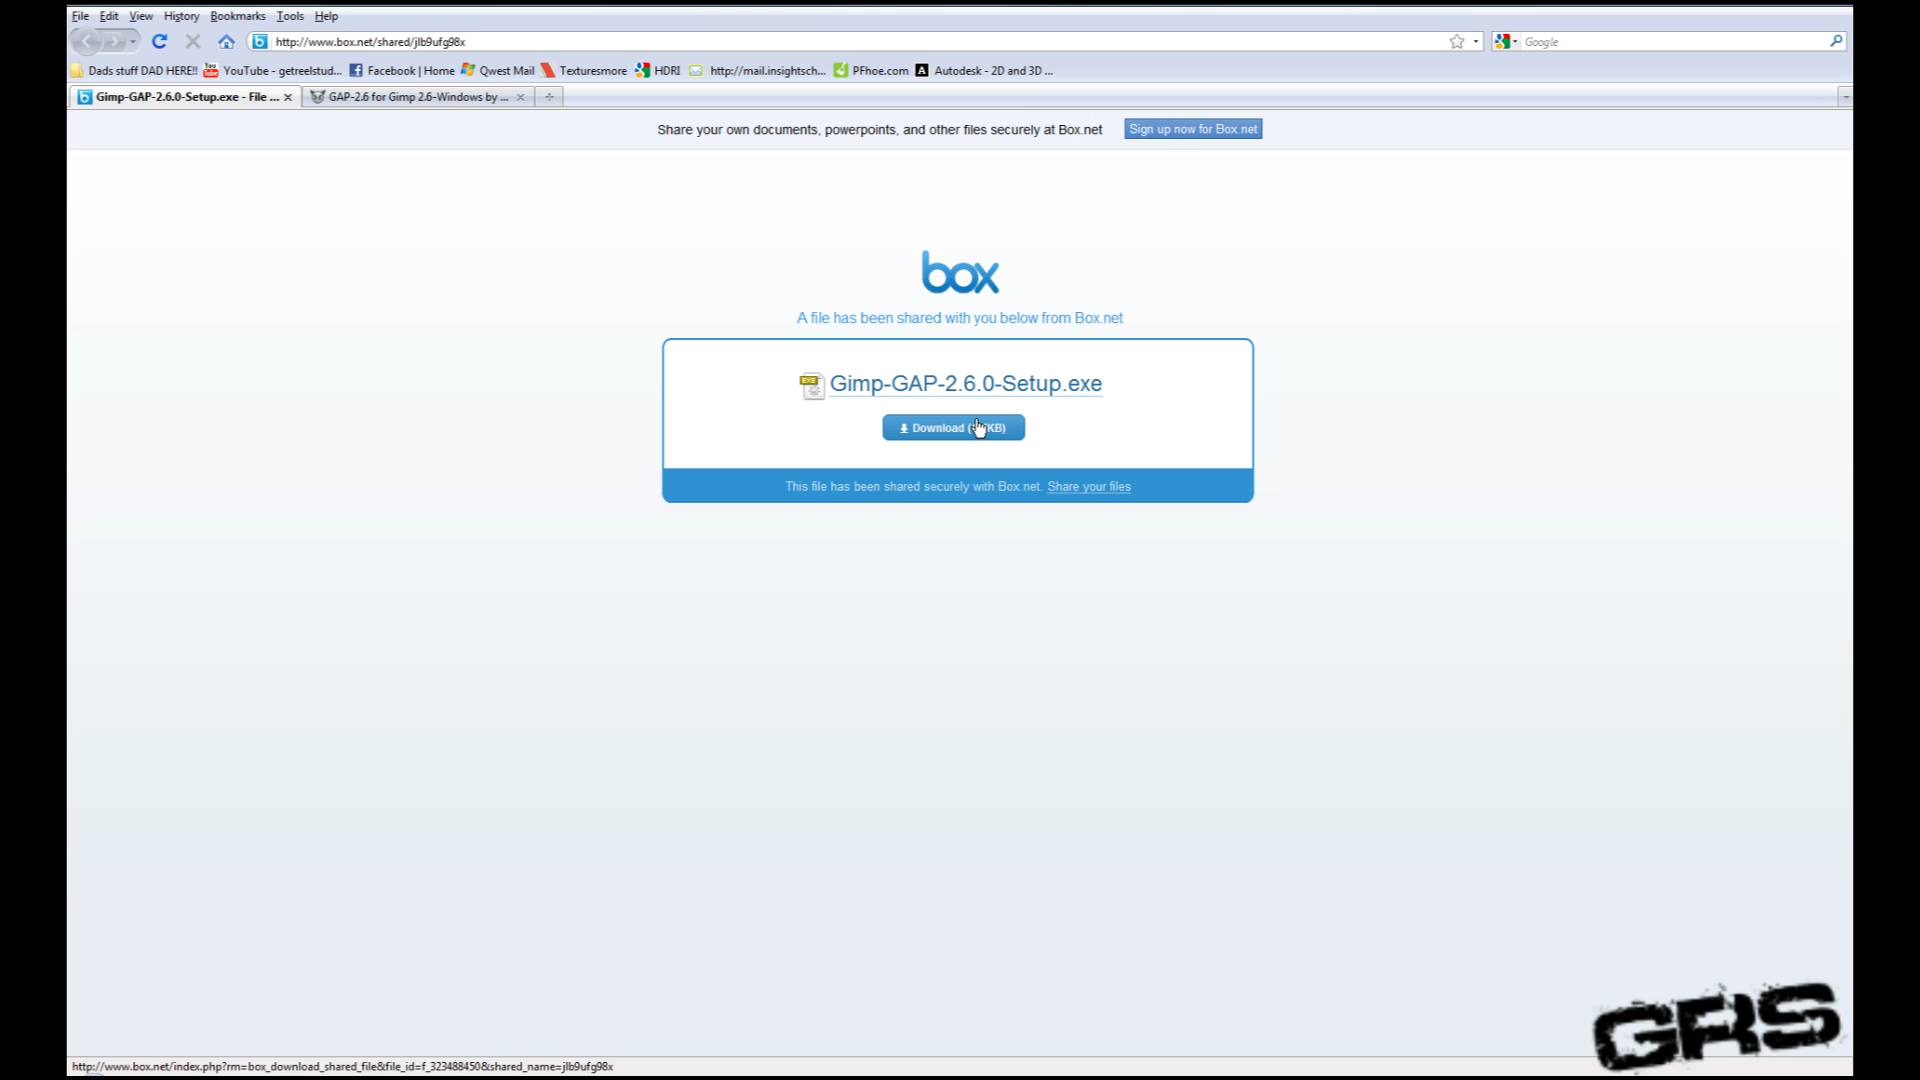 File Edit View History Bookmarks Tools Help
http://www.box.net/shared/jlb9ufg98x
Google
Dads stuff DAD HERE!! YouTube - getreelstud... Facebook | Home Qwest Mail Texturesmore HDRI http://mail.insightsch... PFhoe.com Autodesk - 2D and 3D ...
Gimp-GAP-2.6.0-Setup.exe - File ... GAP-2.6 for Gimp 2.6-Windows by ...
Share your own documents, powerpoints, and other files securely at Box.net Sign up now for Box.net
box
A file has been shared with you below from Box.net
Gimp-GAP-2.6.0-Setup.exe
Download
This file has been shared securely with Box.net. Share your files
GRS
http://www.box.net/index.php?rm=box_download_shared_file&file_id=f_323488450&shared_name=jlb9ufg98x